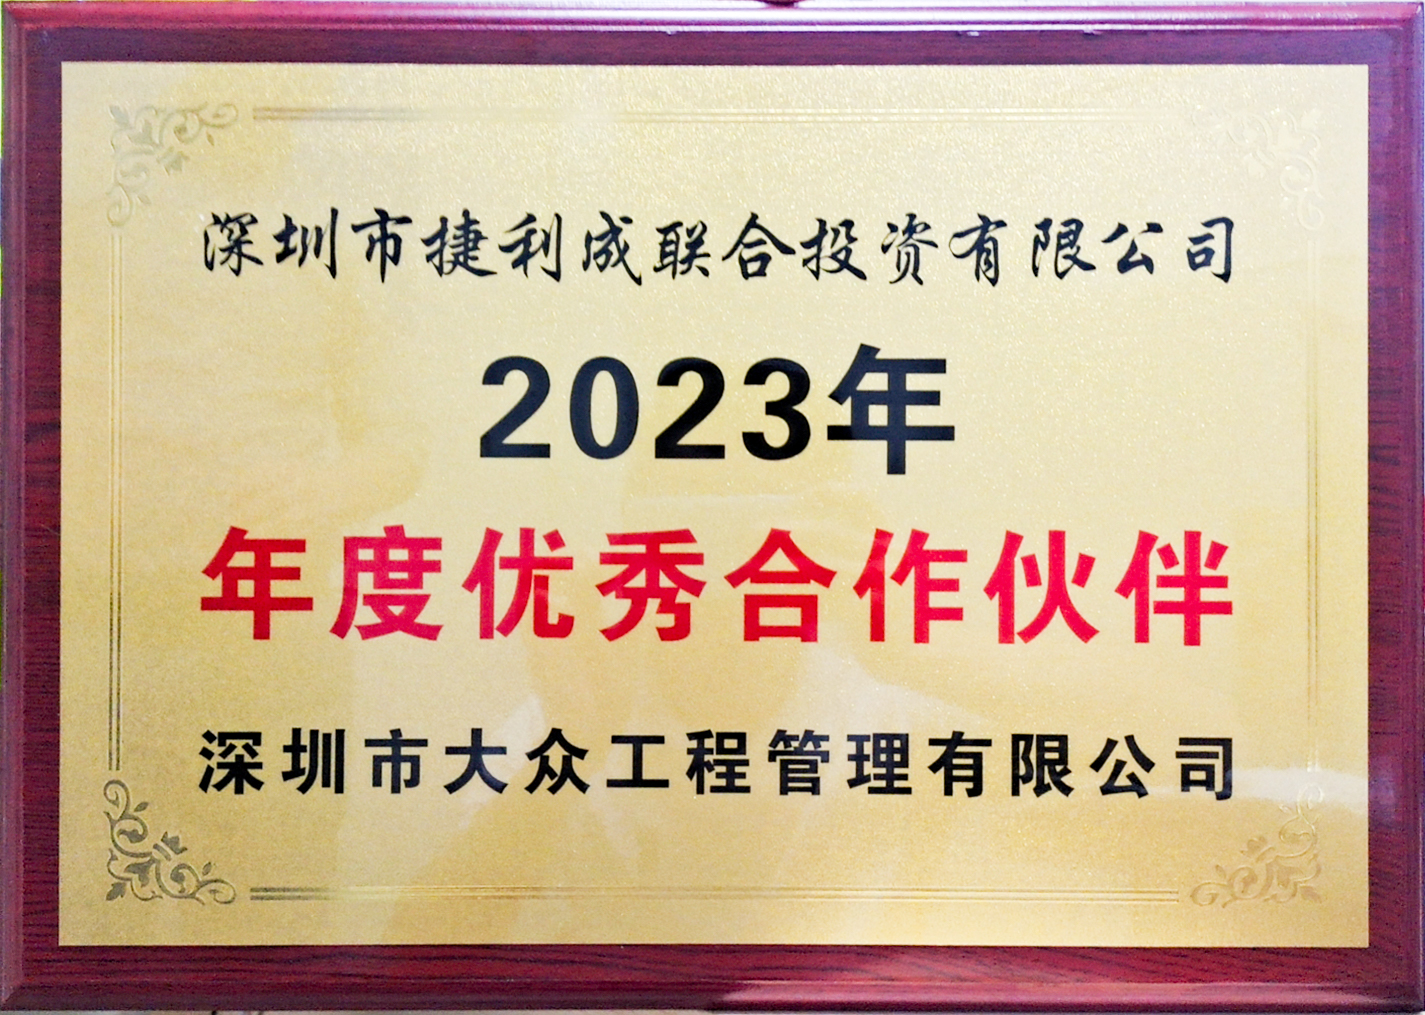 深圳市捷利成联合投资有限公司
2023年
年度优秀合作伙伴
深圳市大众工程管理有限公司